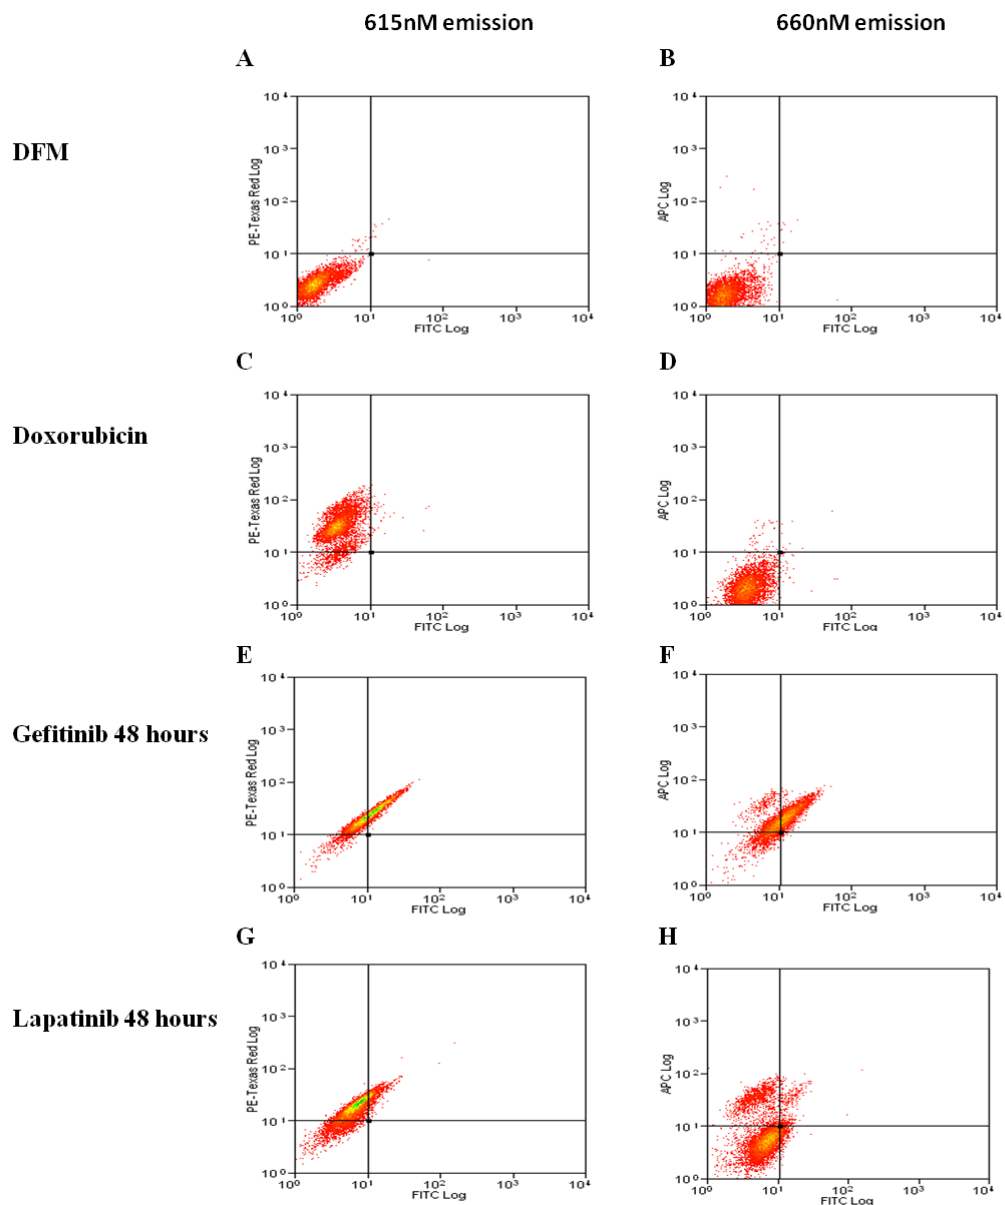 615nM emission
660nM emission
A
B
DFM
PE-Texas Red Log
10⁴
10³
10²
10¹
10⁰
10⁰ 10¹ 10² 10³ 10⁴
FITC Log
APC Log
10⁴
10³
10²
10¹
10⁰
10⁰ 10¹ 10² 10³ 10⁴
FITC Log
C
D
Doxorubicin
PE-Texas Red Log
10⁴
10³
10²
10¹
10⁰
10⁰ 10¹ 10² 10³ 10⁴
FITC Log
APC Log
10⁴
10³
10²
10¹
10⁰
10⁰ 10¹ 10² 10³ 10⁴
FITC Log
E
F
Gefitinib 48 hours
PE-Texas Red Log
10⁴
10³
10²
10¹
10⁰
10⁰ 10¹ 10² 10³ 10⁴
FITC Log
APC Log
10⁴
10³
10²
10¹
10⁰
10⁰ 10¹ 10² 10³ 10⁴
FITC Log
G
H
Lapatinib 48 hours
PE-Texas Red Log
10⁴
10³
10²
10¹
10⁰
10⁰ 10¹ 10² 10³ 10⁴
FITC Log
APC Log
10⁴
10³
10²
10¹
10⁰
10⁰ 10¹ 10² 10³ 10⁴
FITC Log